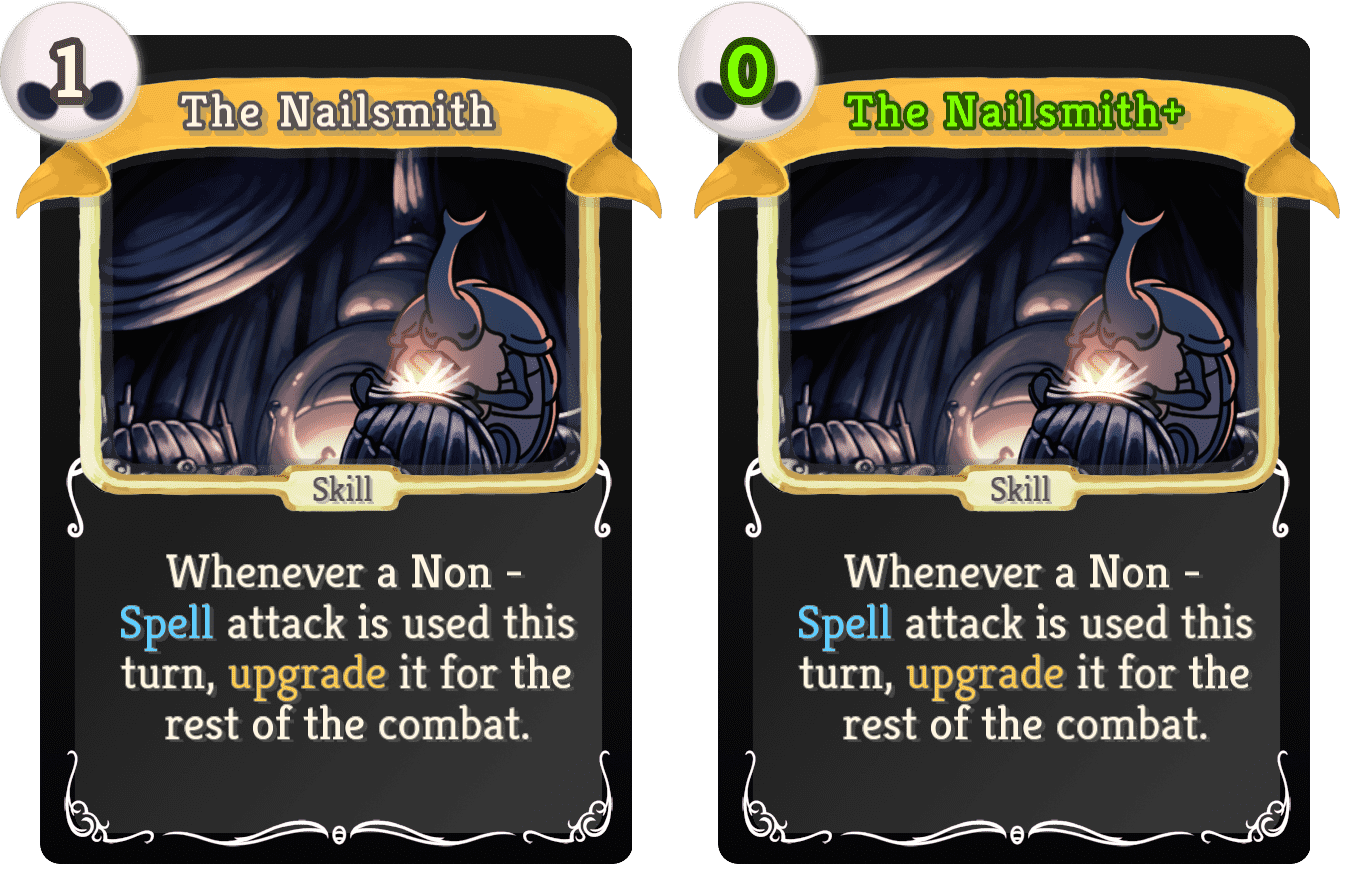 1
The Nailsmith
Skill
Whenever a Non -
Spell attack is used this
turn, upgrade it for the
rest of the combat.
0
The Nailsmith+
Skill
Whenever a Non -
Spell attack is used this
turn, upgrade it for the
rest of the combat.